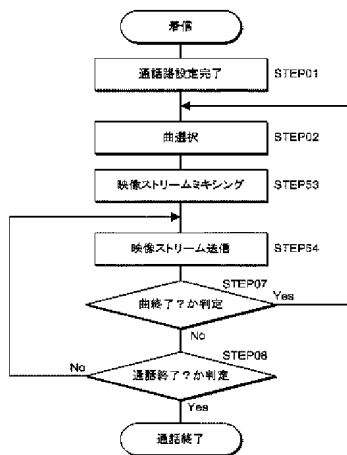 着信
通話路設定完了
STEP01
曲選択
STEP02
映像ストリームミキシング
STEP53
映像ストリーム送信
STEP54
STEP07
曲終了?か判定
Yes
No
STEP08
通話終了?か判定
No
Yes
通話終了